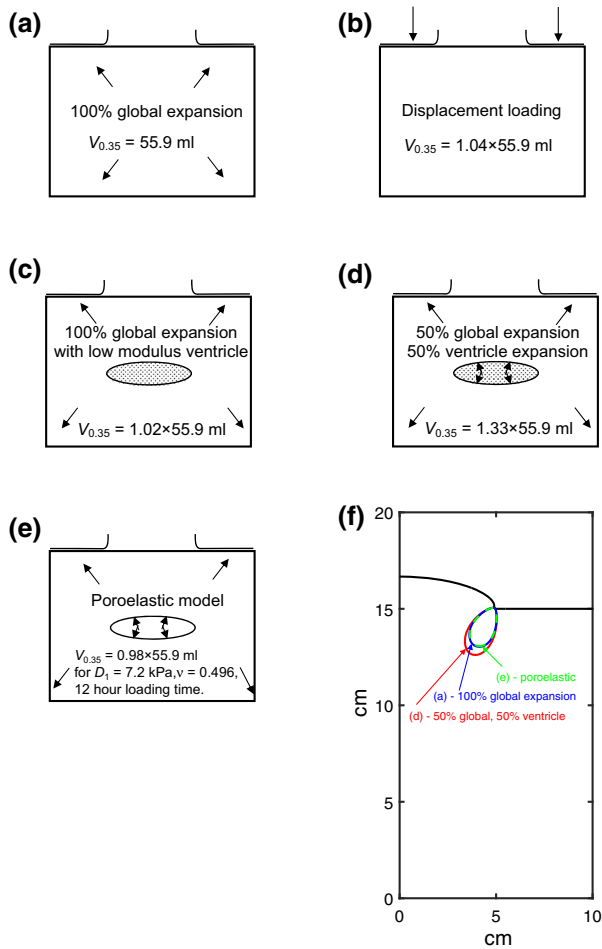 (a)
100% global expansion
V0.35 = 55.9 ml
(b)
Displacement loading
V0.35 = 1.04×55.9 ml
(c)
100% global expansion
with low modulus ventricle
V0.35 = 1.02×55.9 ml
(d)
50% global expansion
50% ventricle expansion
V0.35 = 1.33×55.9 ml
(e)
Poroelastic model
V0.35 = 0.98×55.9 ml
for D1 = 7.2 kPa,ν = 0.496,
12 hour loading time.
(f)
20
15
10
5
0
cm
(e) - poroelastic
(a) - 100% global expansion
(d) - 50% global, 50% ventricle
0
5
10
cm